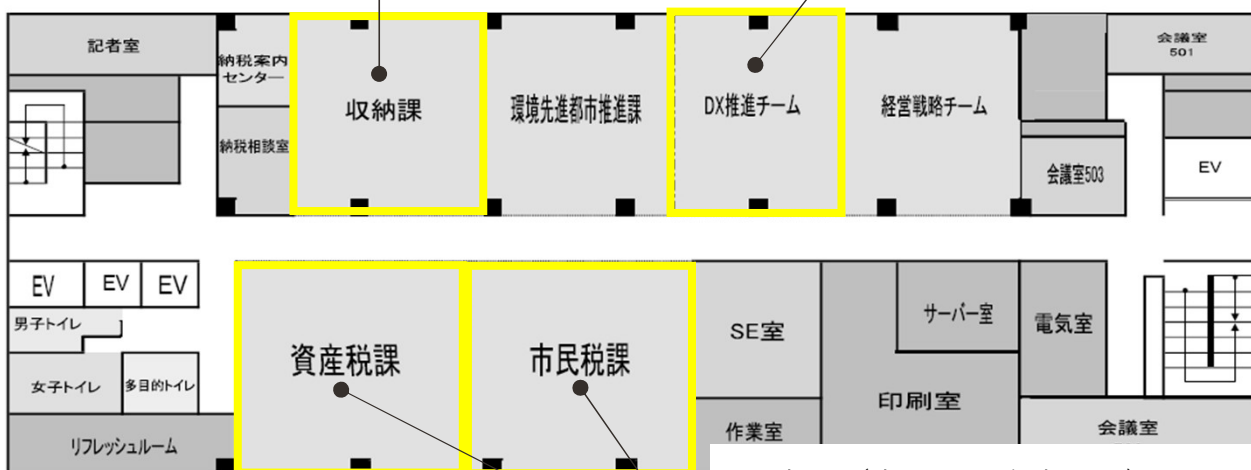 記者室
納税案内
センター
納税相談室
収納課
環境先進都市推進課
DX推進チーム
経営戦略チーム
会議室
501
会議室503
EV
EV
EV
EV
男子トイレ
女子トイレ
多目的トイレ
リフレッシュルーム
資産税課
市民税課
SE室
作業室
サーバー室
印刷室
電気室
会議室